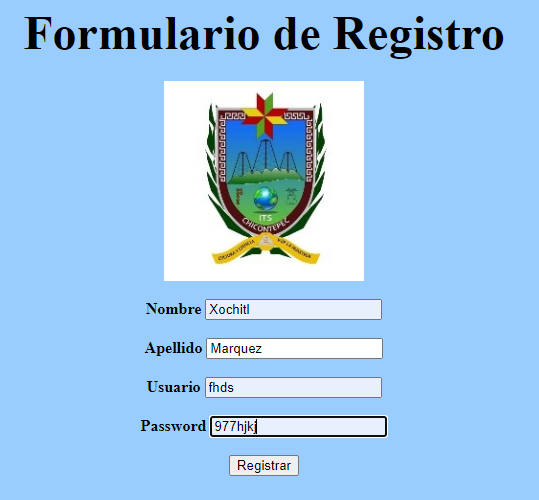 Formulario de Registro
ITS
CHICONTEPEC
Nombre Xochitl
Apellido Marquez
Usuario fhds
Password 977hjkj
Registrar